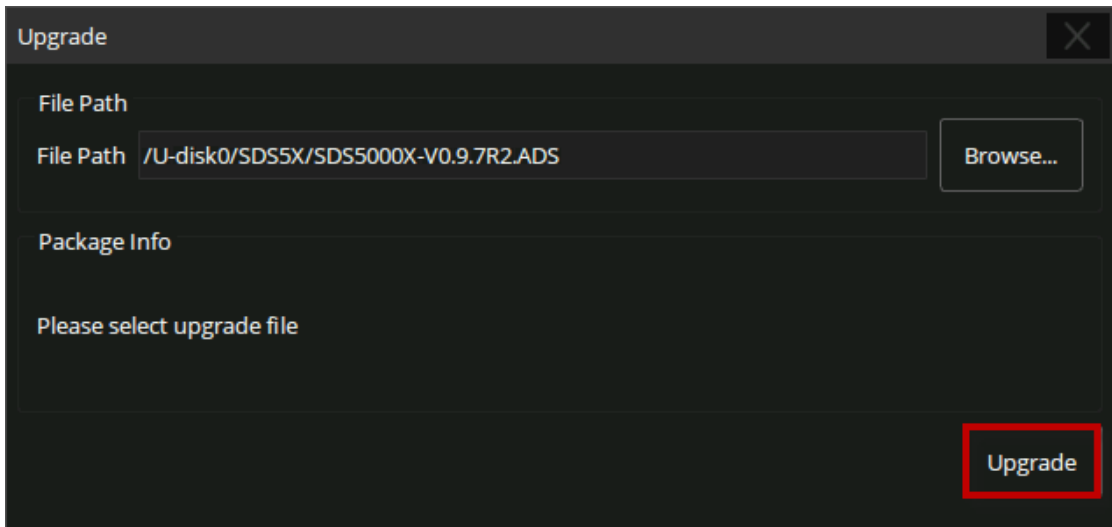 Upgrade
File Path
File Path /U-disk0/SDS5X/SDS5000X-V0.9.7R2.ADS Browse...
Package Info
Please select upgrade file
Upgrade